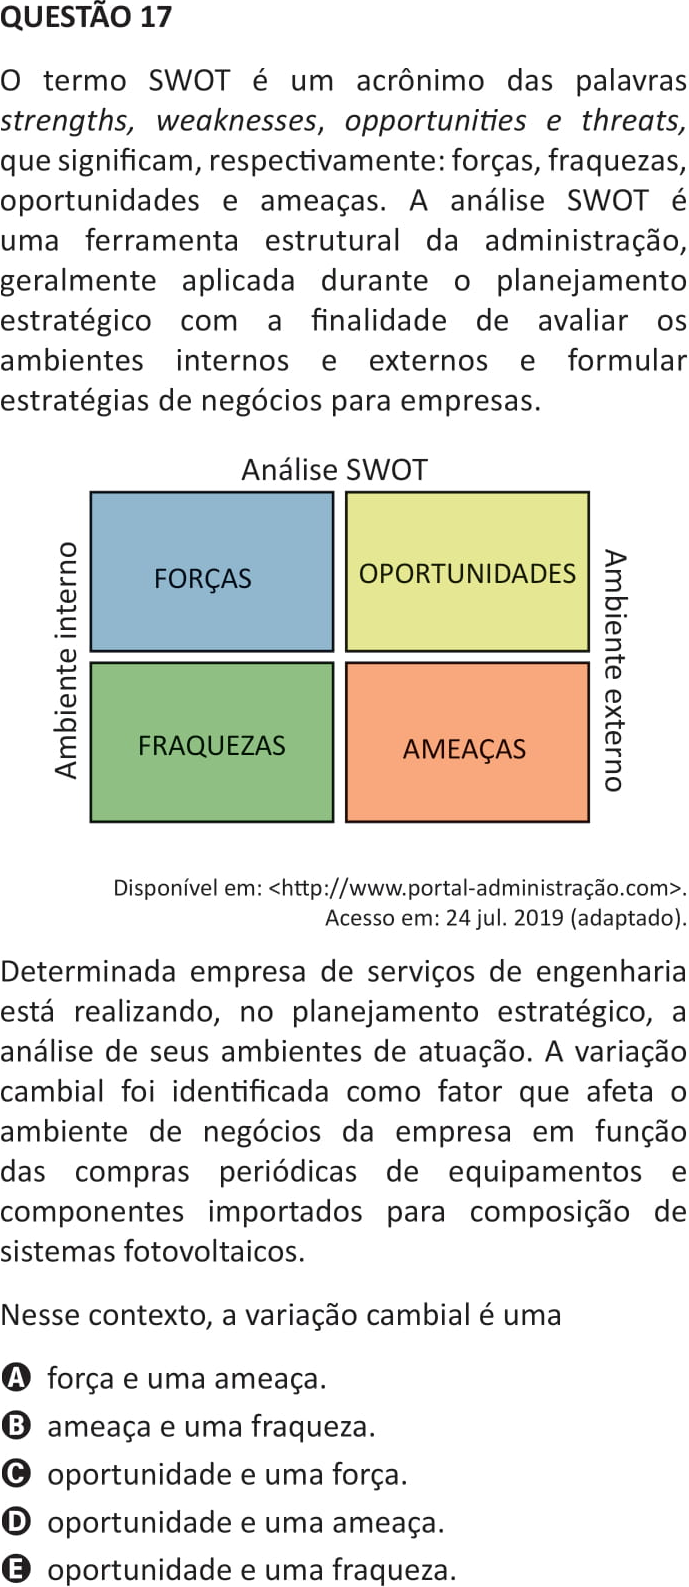 QUESTÃO 17
O termo SWOT é um acrônimo das palavras
strengths, weaknesses, opportunities e threats,
que significam, respectivamente: forças, fraquezas,
oportunidades e ameaças. A análise SWOT é
uma ferramenta estrutural da administração,
geralmente aplicada durante o planejamento
estratégico com a finalidade de avaliar os
ambientes internos e externos e formular
estratégias de negócios para empresas.
Análise SWOT
Ambiente interno
FORÇAS
OPORTUNIDADES
Ambiente externo
FRAQUEZAS
AMEAÇAS
Disponível em: <http://www.portal-administração.com>.
Acesso em: 24 jul. 2019 (adaptado).
Determinada empresa de serviços de engenharia
está realizando, no planejamento estratégico, a
análise de seus ambientes de atuação. A variação
cambial foi identificada como fator que afeta o
ambiente de negócios da empresa em função
das compras periódicas de equipamentos e
componentes importados para composição de
sistemas fotovoltaicos.
Nesse contexto, a variação cambial é uma
A força e uma ameaça.
B ameaça e uma fraqueza.
C oportunidade e uma força.
D oportunidade e uma ameaça.
E oportunidade e uma fraqueza.